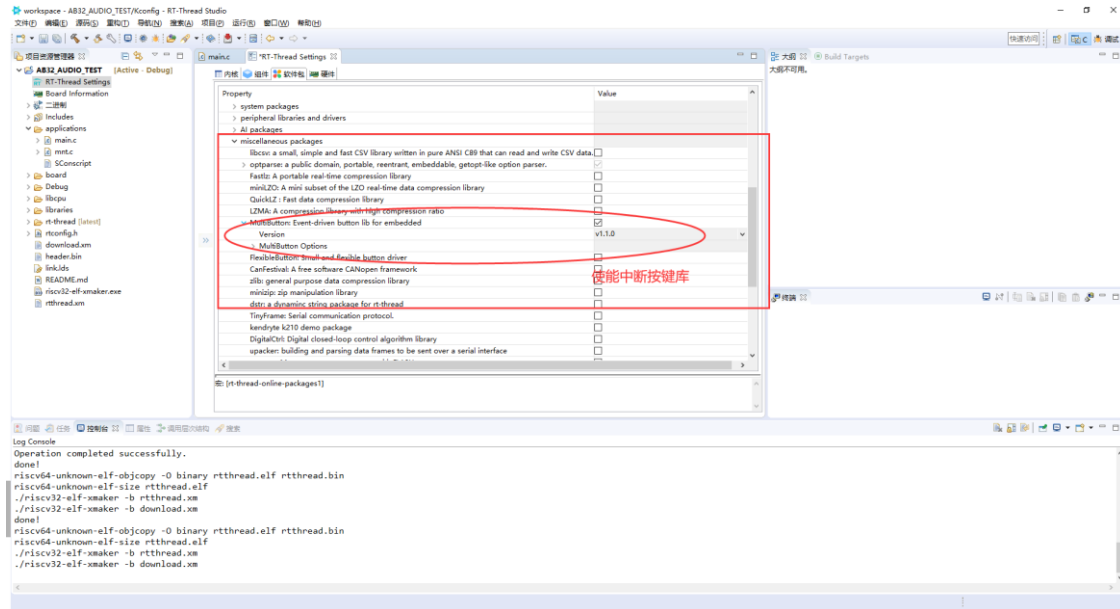 workspace - AB32_AUDIO_TEST/Kconfig - RT-Thread Studio
文件(F) 编辑(E) 源码(S) 重构(T) 导航(N) 搜索(A) 项目(P) 运行(R) 窗口(W) 帮助(H)
快速访问 C 调试
项目资源管理器
AB32_AUDIO_TEST [Active - Debug]
RT-Thread Settings
Board Information
二进制
Includes
applications
main.c
mnt.c
SConscript
board
Debug
libcpu
libraries
rt-thread [latest]
rtconfig.h
download.xm
header.bin
link.lds
README.md
riscv32-elf-xmaker.exe
rtthread.xm
main.c *RT-Thread Settings
内核 组件 软件包 硬件
Property Value
system packages
peripheral libraries and drivers
AI packages
miscellaneous packages
libcsv: a small, simple and fast CSV library written in pure ANSI C89 that can read and write CSV data.
optparse: a public domain, portable, reentrant, embeddable, getopt-like option parser.
Fastlz: A portable real-time compression library
miniLZO: A mini subset of the LZO real-time data compression library
QuickLZ : Fast data compression library
LZMA: A compression library with high compression ratio
MultiButton: Event-driven button lib for embedded
Version v1.1.0
MultiButton Options
FlexibleButton: Small and flexible button driver
CanFestival: A free software CANopen framework
zlib: general purpose data compression library
minizip: zip manipulation library
dstr: a dynaminc string package for rt-thread
TinyFrame: Serial communication protocol.
kendryte k210 demo package
DigitalCtrl: Digital closed-loop control algorithm library
upacker: building and parsing data frames to be sent over a serial interface
使能中断按键库
[rt-thread-online-packages1]
大纲 Build Targets
大纲不可用。
终端
问题 任务 控制台 属性 调用层次结构 搜索
Log Console
Operation completed successfully.
done!
riscv64-unknown-elf-objcopy -O binary rtthread.elf rtthread.bin
riscv64-unknown-elf-size rtthread.elf
./riscv32-elf-xmaker -b rtthread.xm
./riscv32-elf-xmaker -b download.xm
done!
riscv64-unknown-elf-objcopy -O binary rtthread.elf rtthread.bin
riscv64-unknown-elf-size rtthread.elf
./riscv32-elf-xmaker -b rtthread.xm
./riscv32-elf-xmaker -b download.xm